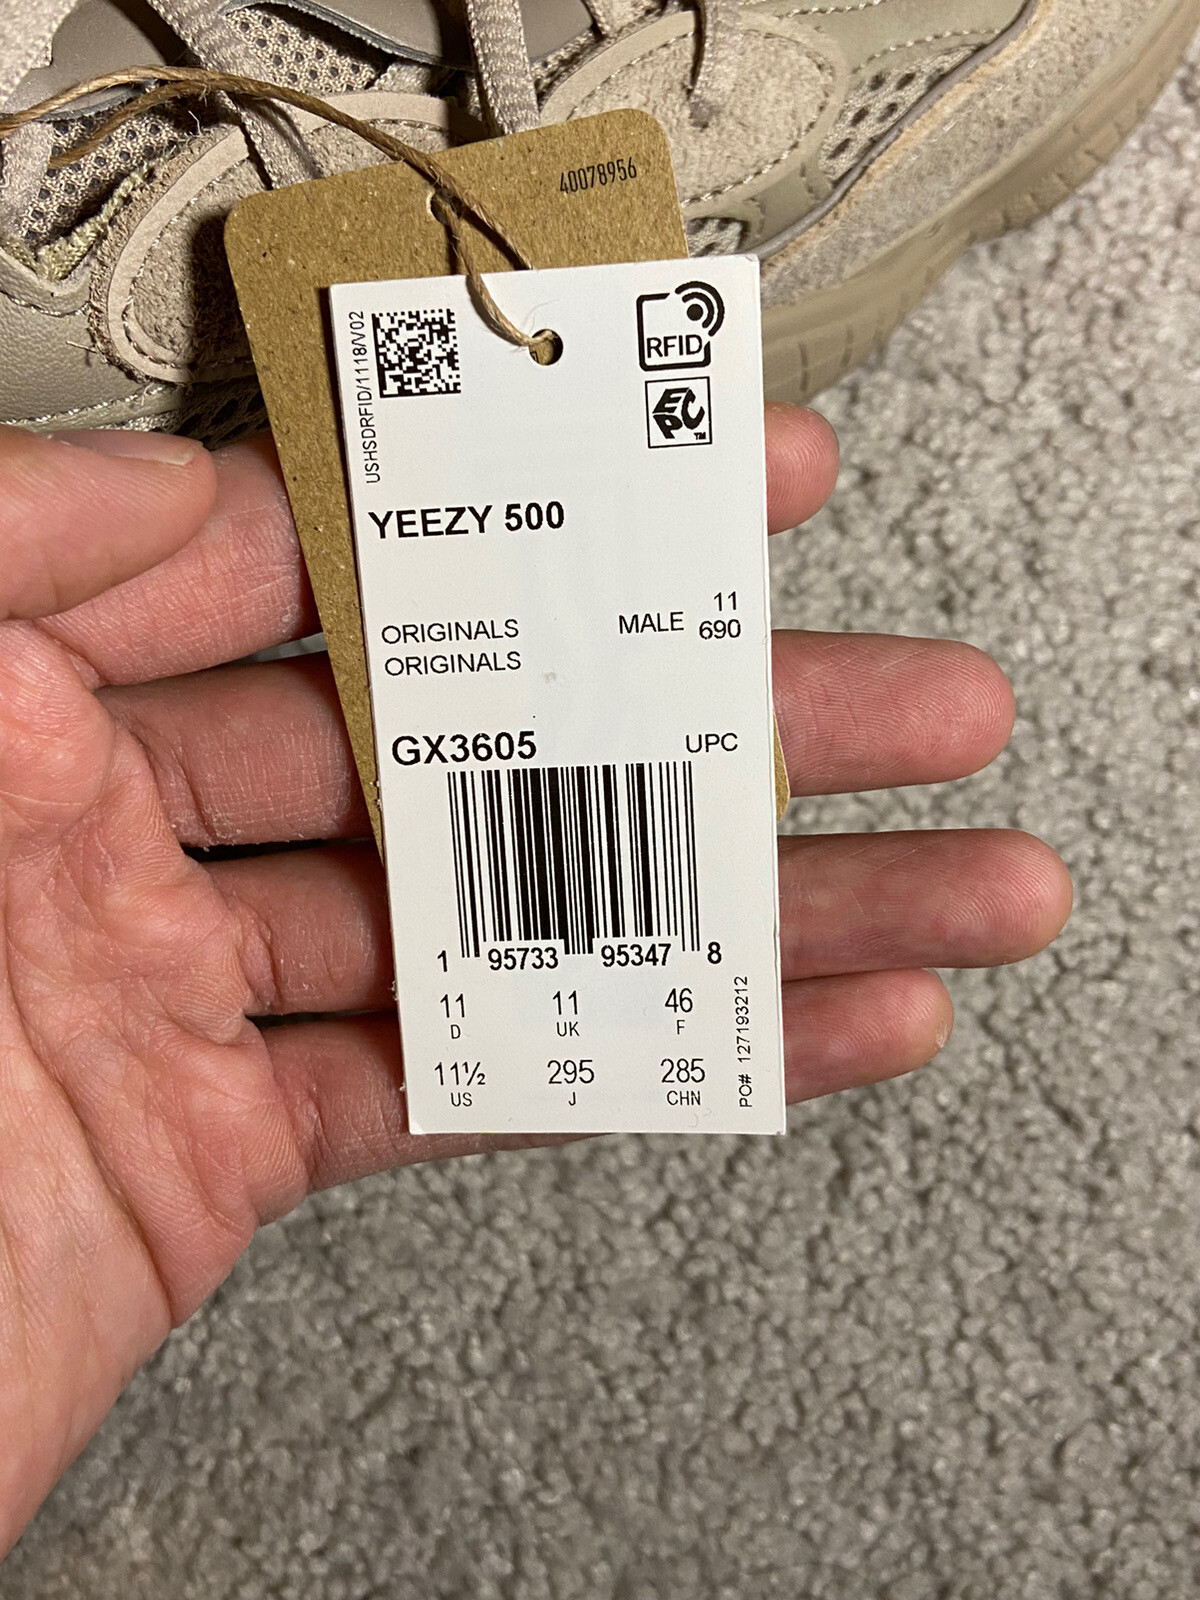 40078956
USHSDRFID/1118/V02
RFID
EPC™
YEEZY 500
11
ORIGINALS MALE 690
ORIGINALS
GX3605 UPC
1 95733 95347 8
11 11 46
D UK F
11½ 295 285
US J CHN
PO# 127193212